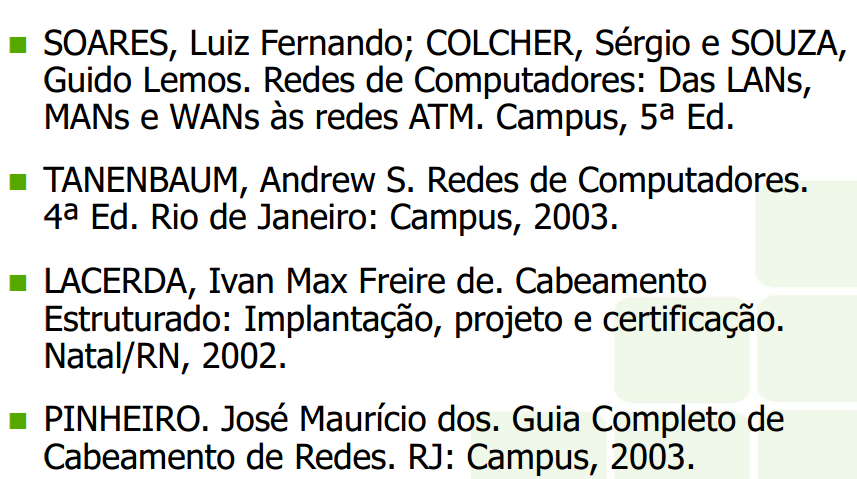 SOARES, Luiz Fernando; COLCHER, Sérgio e SOUZA,
Guido Lemos. Redes de Computadores: Das LANs,
MANs e WANs às redes ATM. Campus, 5ª Ed.
TANENBAUM, Andrew S. Redes de Computadores.
4ª Ed. Rio de Janeiro: Campus, 2003.
LACERDA, Ivan Max Freire de. Cabeamento
Estruturado: Implantação, projeto e certificação.
Natal/RN, 2002.
PINHEIRO. José Maurício dos. Guia Completo de
Cabeamento de Redes. RJ: Campus, 2003.